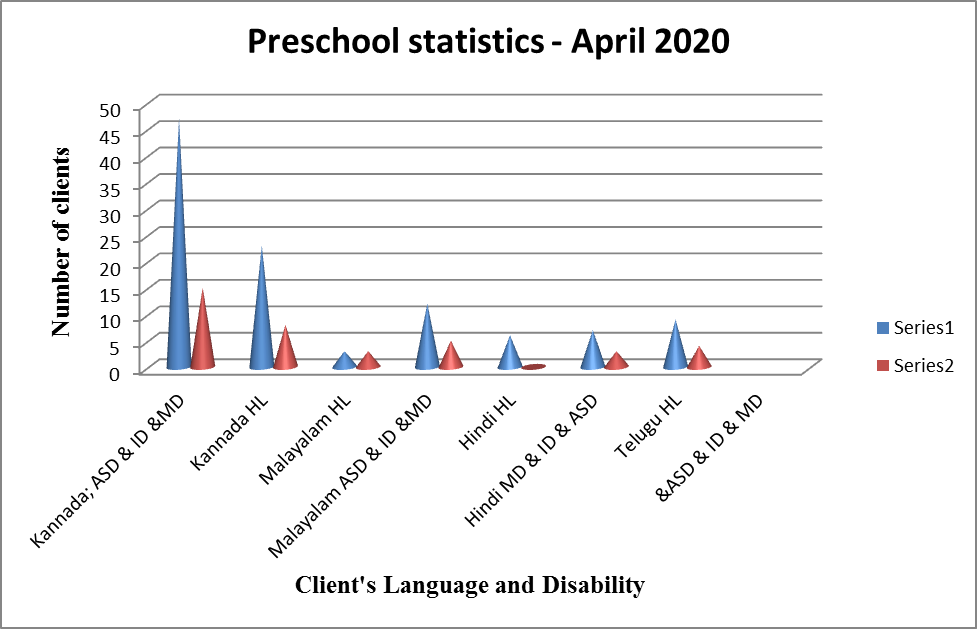 Preschool statistics - April 2020
Number of clients
50
45
40
35
30
25
20
15
10
5
0
Kannada; ASD & ID &MD
Kannada HL
Malayalam HL
Malayalam ASD & ID &MD
Hindi HL
Hindi MD & ID & ASD
Telugu HL
&ASD & ID & MD
Series1
Series2
Client's Language and Disability